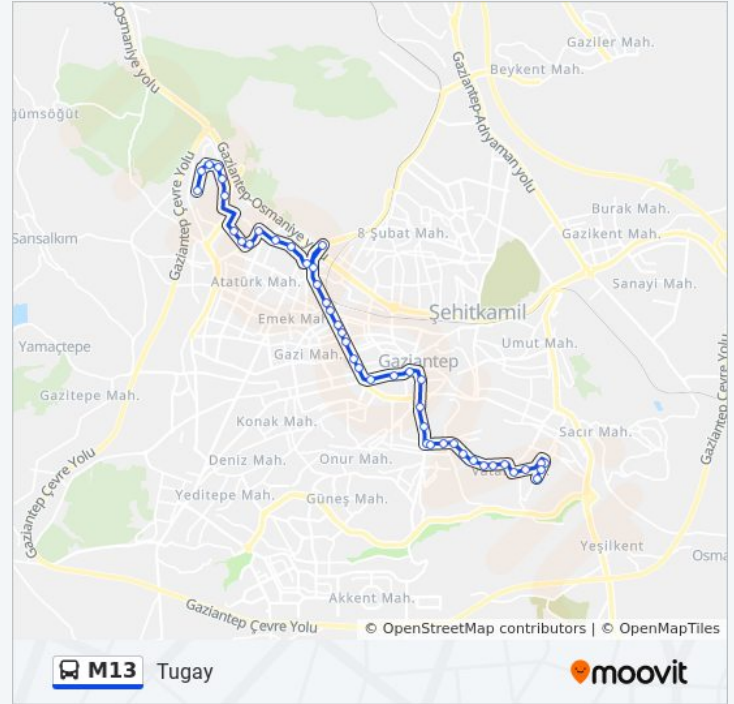 -Osmaniye yolu
Gaziler Mah.
Beykent Mah.
Gaziantep-Adıyaman yolu
ğümsöğüt
Gaziantep-Osmaniye yolu
Gaziantep Çevre Yolu
Burak Mah.
8 Şubat Mah.
Gazikent Mah.
Sansalkım
Atatürk Mah.
Sanayi Mah.
Şehitkamil
Emek Mah
Umut Mah.
Yamaçtepe
Gazi Mah.
Gaziantep
Gazitepe Mah.
Gaziantep Çevre Yolu
Konak Mah.
Sacır Mah.
Deniz Mah.
Onur Mah.
Vata
Gaziantep Çevre Yolu
Yeditepe Mah.
Güneş Mah.
Yeşilkent
Osma
Akkent Mah.
Gaziantep Çevre Yolu
© OpenStreetMap contributors | © OpenMapTiles
M13 Tugay
moovit